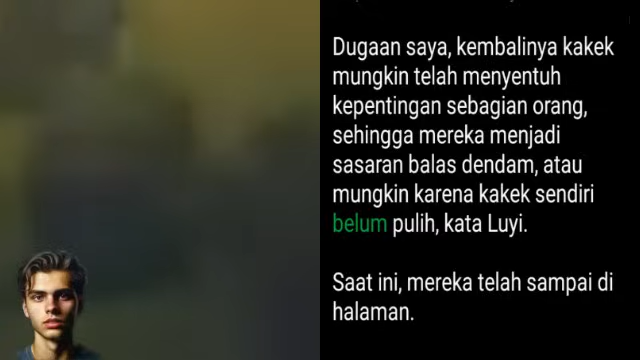 Dugaan saya, kembalinya kakek
mungkin telah menyentuh
kepentingan sebagian orang,
sehingga mereka menjadi
sasaran balas dendam, atau
mungkin karena kakek sendiri
belum pulih, kata Luyi.
Saat ini, mereka telah sampai di
halaman.